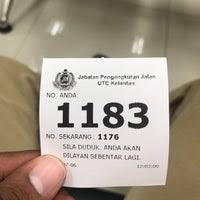 Jabatan Pengangkutan Jalan
UTC Kelantan
NO. ANDA:
1183
NO. SEKARANG: 1176
SILA DUDUK. ANDA AKAN
DILAYAN SEBENTAR LAGI.